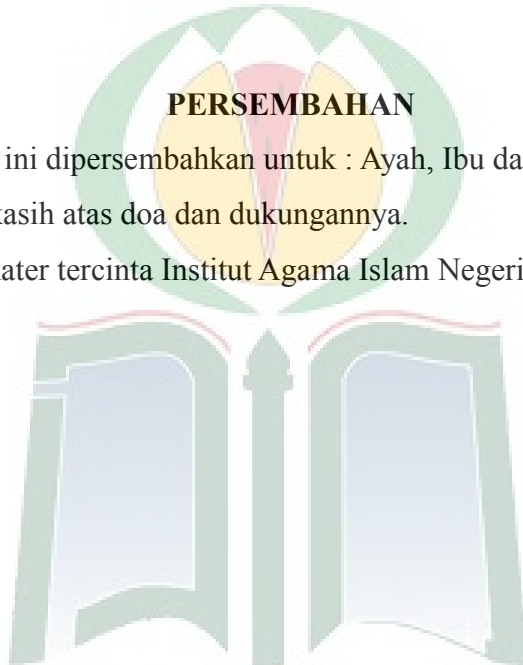 PERSEMBAHAN
ini dipersembahkan untuk : Ayah, Ibu da
kasih atas doa dan dukungannya.
ater tercinta Institut Agama Islam Negeri